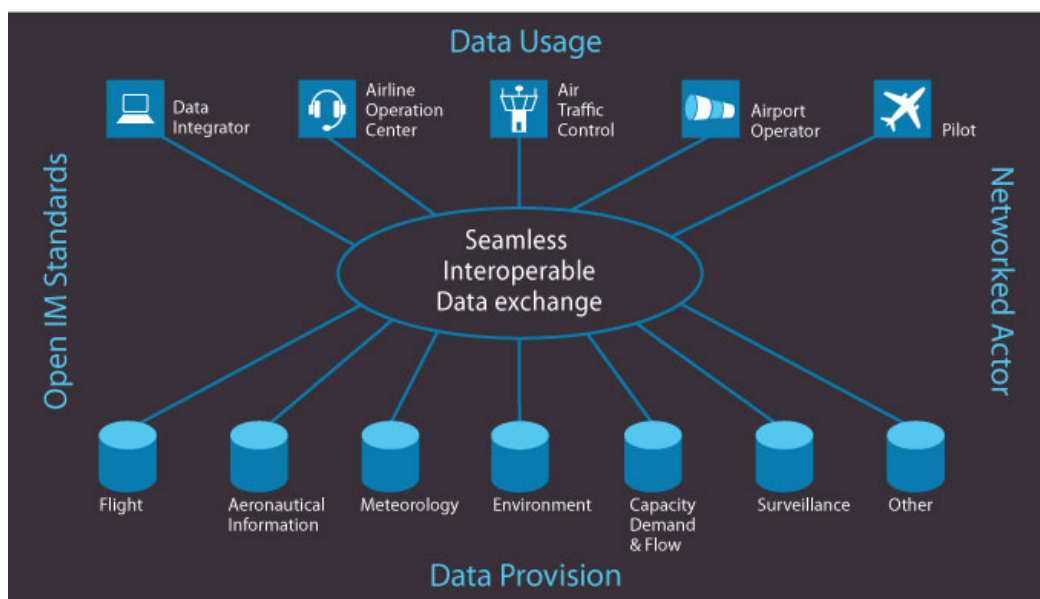 Data Usage
Data
Integrator
Airline
Operation
Center
Air
Traffic
Control
Airport
Operator
Pilot
Open IM Standards
Networked Actor
Seamless
Interoperable
Data exchange
Flight
Aeronautical
Information
Meteorology
Environment
Capacity
Demand
& Flow
Surveillance
Other
Data Provision